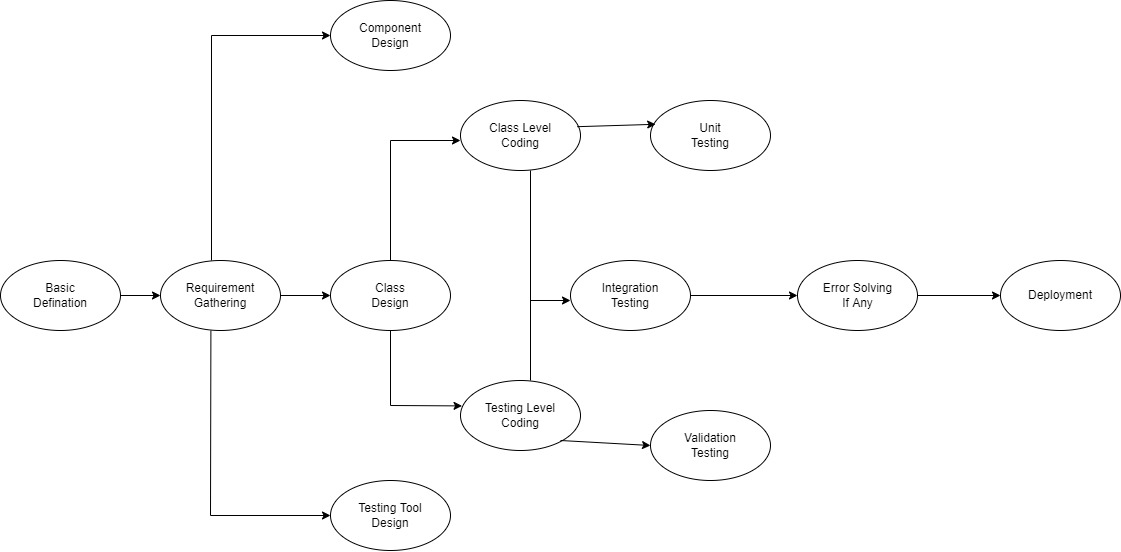 Component
Design
Class Level
Coding
Unit
Testing
Basic
Defination
Requirement
Gathering
Class
Design
Integration
Testing
Error Solving
If Any
Deployment
Testing Level
Coding
Validation
Testing
Testing Tool
Design